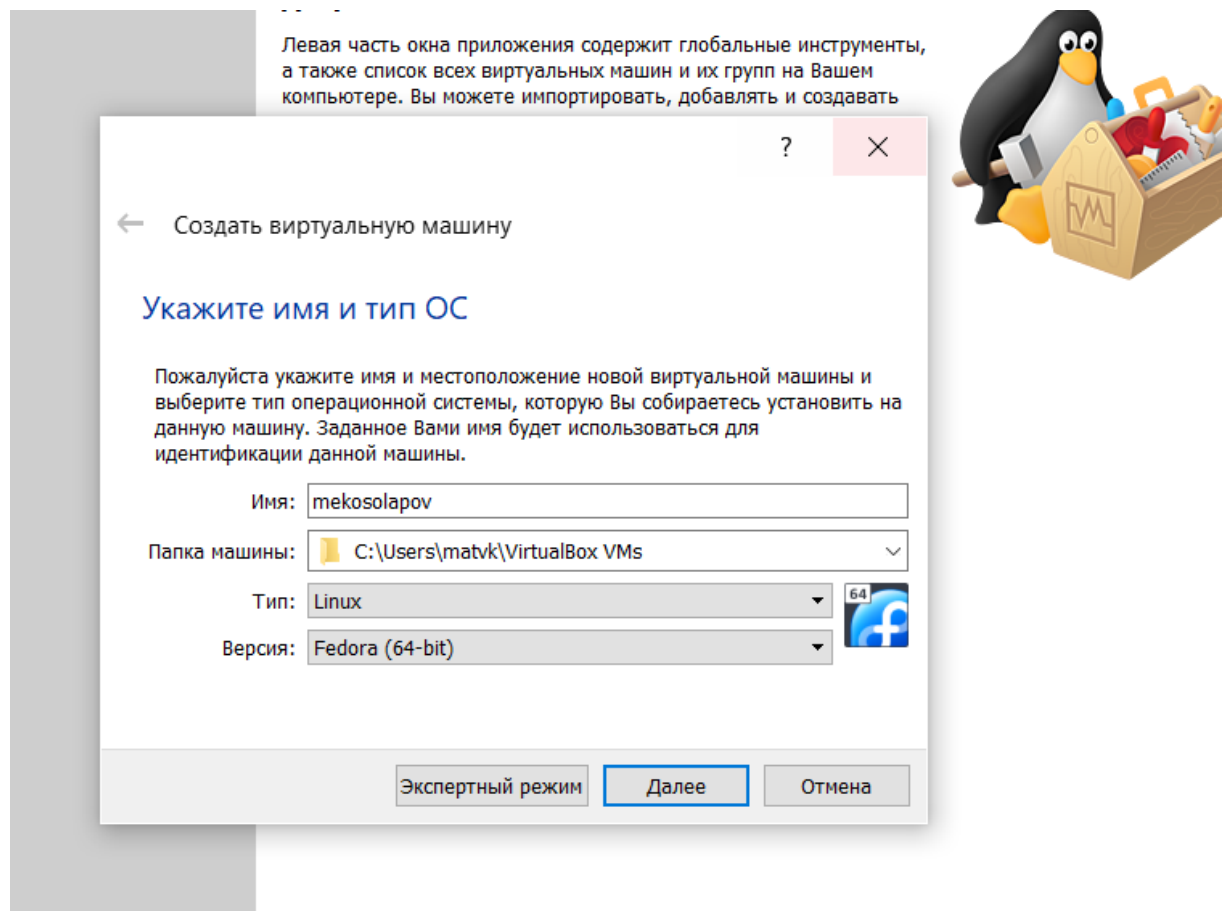 Левая часть окна приложения содержит глобальные инструменты,
а также список всех виртуальных машин и их групп на Вашем
компьютере. Вы можете импортировать, добавлять и создавать
?
Создать виртуальную машину
Укажите имя и тип ОС
Пожалуйста укажите имя и местоположение новой виртуальной машины и
выберите тип операционной системы, которую Вы собираетесь установить на
данную машину. Заданное Вами имя будет использоваться для
идентификации данной машины.
Имя: mekosolapov
Папка машины: C:\Users\matvk\VirtualBox VMs
Тип: Linux
64
Версия: Fedora (64-bit)
Экспертный режим Далее Отмена